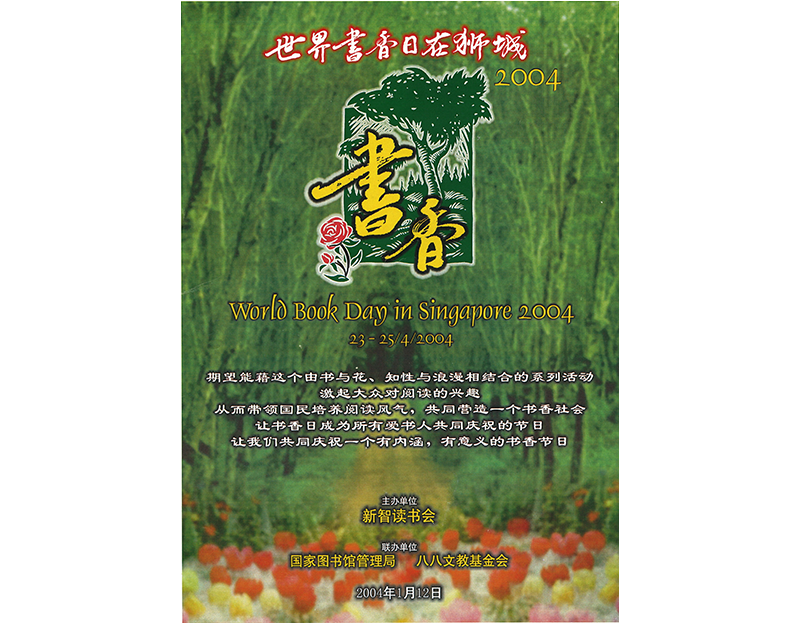 世界書香日在狮城
2004
書香
World Book Day in Singapore 2004
23 - 25/4/2004
期望能藉这个由书与花、知性与浪漫相结合的系列活动
激起大众对阅读的兴趣
从而带领国民培养阅读风气，共同营造一个书香社会
让书香日成为所有爱书人共同庆祝的节日
让我们共同庆祝一个有内涵，有意义的书香节日
主办单位
新智读书会
联办单位
国家图书馆管理局 八八文教基金会
2004年1月12日